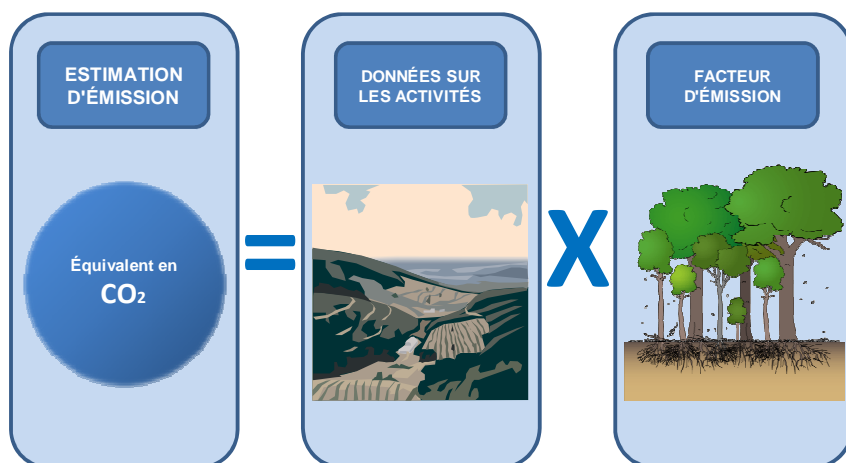 ESTIMATION
D'ÉMISSION
Équivalent en
CO₂
=
DONNÉES SUR
LES ACTIVITÉS
X
FACTEUR
D'ÉMISSION